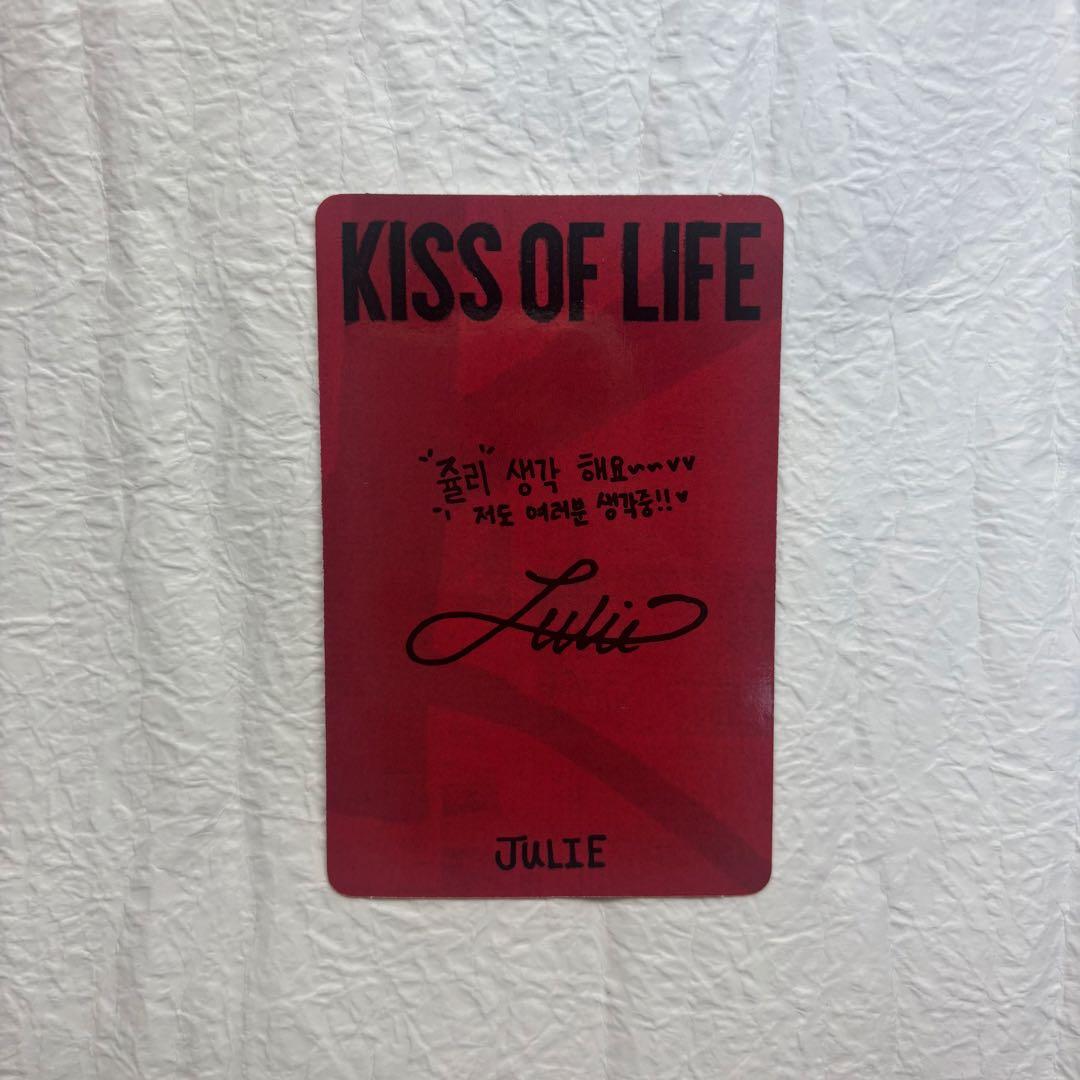 KISS OF LIFE
"쥴리" 생각 해요~~vv
저도 여러분 생각중!!♥
Julie
JULIE